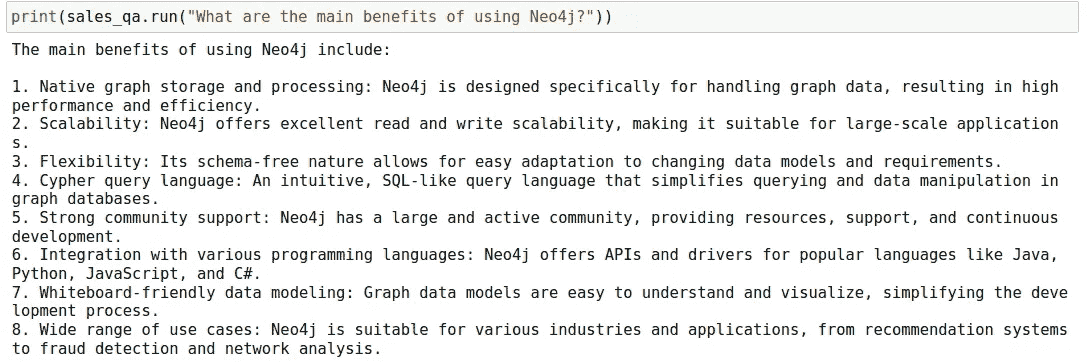 print(sales_qa.run("What are the main benefits of using Neo4j?"))
The main benefits of using Neo4j include:
1. Native graph storage and processing: Neo4j is designed specifically for handling graph data, resulting in high
performance and efficiency.
2. Scalability: Neo4j offers excellent read and write scalability, making it suitable for large-scale application
s.
3. Flexibility: Its schema-free nature allows for easy adaptation to changing data models and requirements.
4. Cypher query language: An intuitive, SQL-like query language that simplifies querying and data manipulation in
graph databases.
5. Strong community support: Neo4j has a large and active community, providing resources, support, and continuous
development.
6. Integration with various programming languages: Neo4j offers APIs and drivers for popular languages like Java,
Python, JavaScript, and C#.
7. Whiteboard-friendly data modeling: Graph data models are easy to understand and visualize, simplifying the deve
lopment process.
8. Wide range of use cases: Neo4j is suitable for various industries and applications, from recommendation systems
to fraud detection and network analysis.